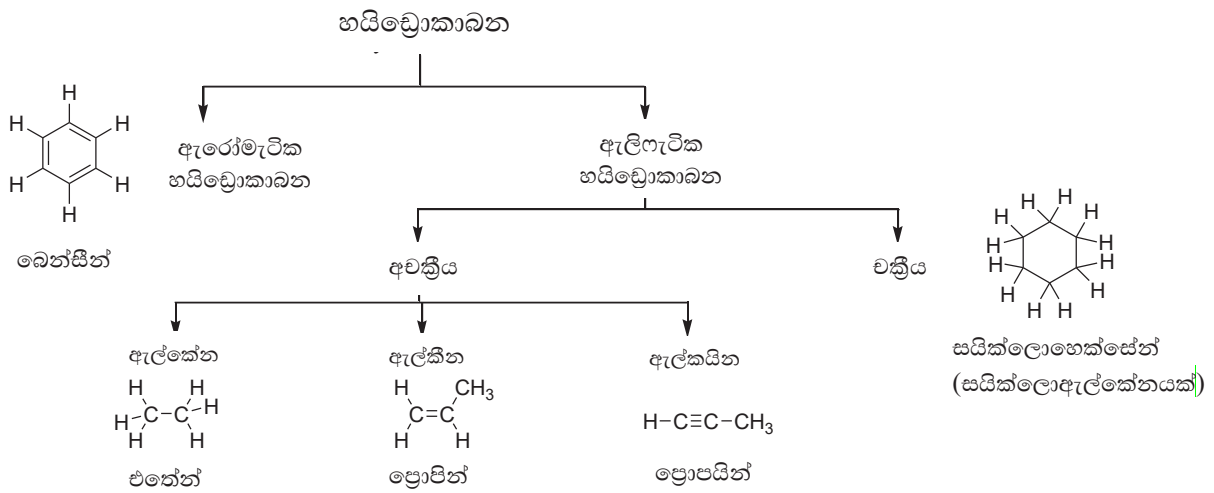 හයිඩ්‍රොකාබන
H
H
H
H
H
H
බෙන්සීන්
ඇරෝමැටික
හයිඩ්‍රොකාබන
ඇලිෆැටික
හයිඩ්‍රොකාබන
අචක්‍රීය
චක්‍රීය
H
H
H
H
H
H
H
H
H
H
H
H
සයික්ලොහෙක්සේන්
(සයික්ලොඇල්කේනයක්)
ඇල්කේන
ඇල්කීන
ඇල්කයින
H
H
H
C
C
H
H
H
එතේන්
H
CH3
C=C
H
H
ප්‍රොපීන්
H–C≡C–CH3
ප්‍රොපයින්